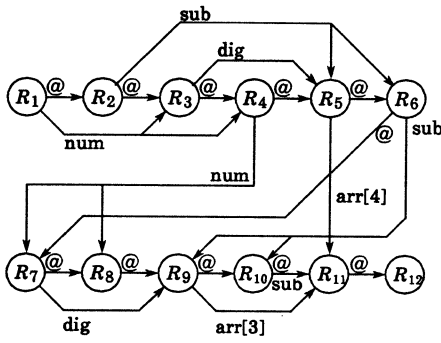 sub
dig
@ @ @ @ @
R1 R2 R3 R4 R5 R6
num
@
sub
num
arr[4]
@ @ @ @ @
R7 R8 R9 R10 R11 R12
sub
dig
arr[3]